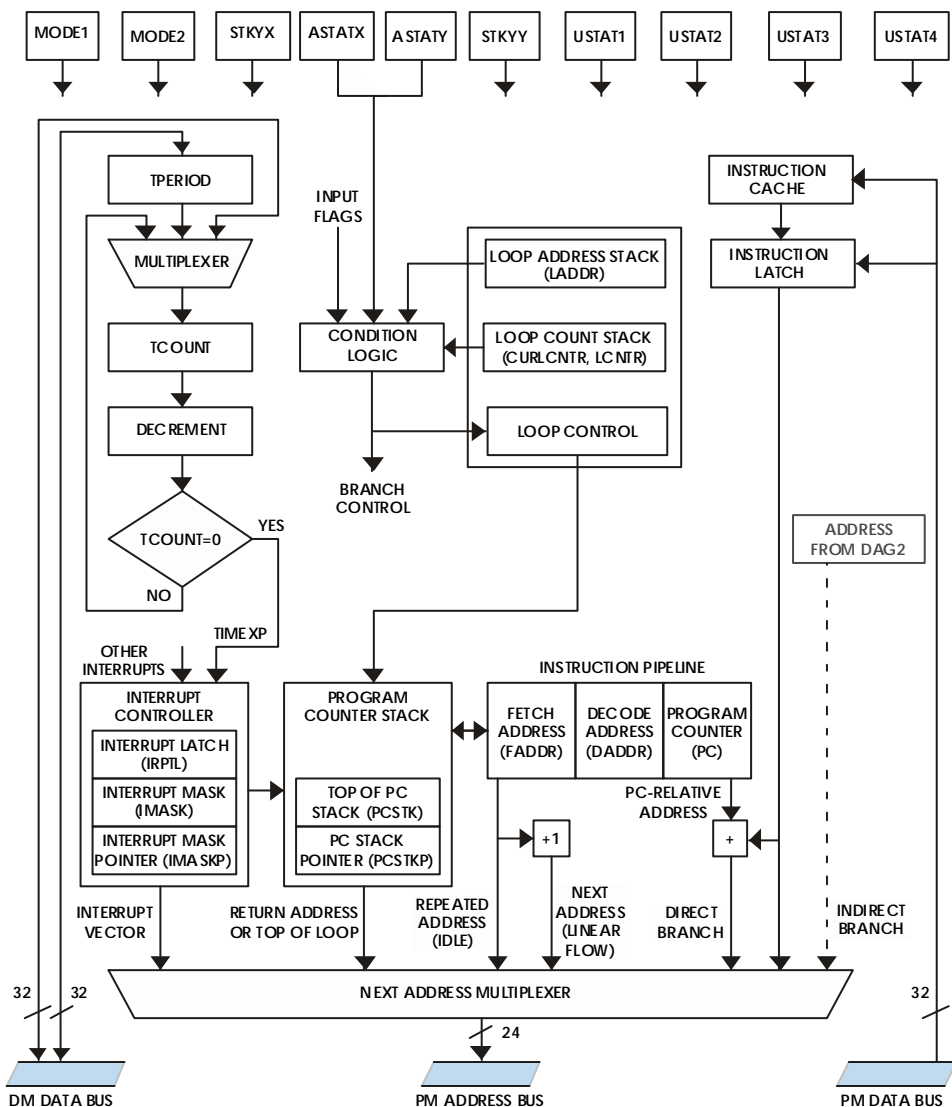 MODE1
MODE2
STKYX
ASTATX
ASTATY
STKYY
USTAT1
USTAT2
USTAT3
USTAT4
TPERIOD
MULTIPLEXER
TCOUNT
DECREMENT
TCOUNT=0
YES
NO
TIMEXP
INPUT
FLAGS
CONDITION
LOGIC
BRANCH
CONTROL
LOOP ADDRESS STACK
(LADDR)
LOOP COUNT STACK
(CURLCNTR, LCNTR)
LOOP CONTROL
INSTRUCTION
CACHE
INSTRUCTION
LATCH
ADDRESS
FROM DAG2
OTHER
INTERRUPTS
INTERRUPT
CONTROLLER
INTERRUPT LATCH
(IRPTL)
INTERRUPT MASK
(IMASK)
INTERRUPT MASK
POINTER (IMASKP)
PROGRAM
COUNTER STACK
TOP OF PC
STACK (PCSTK)
PC STACK
POINTER (PCSTKP)
INSTRUCTION PIPELINE
FETCH
ADDRESS
(FADDR)
DECODE
ADDRESS
(DADDR)
PROGRAM
COUNTER
(PC)
PC-RELATIVE
ADDRESS
+1
+
INTERRUPT
VECTOR
RETURN ADDRESS
OR TOP OF LOOP
REPEATED
ADDRESS
(IDLE)
NEXT
ADDRESS
(LINEAR
FLOW)
DIRECT
BRANCH
INDIRECT
BRANCH
NEXT ADDRESS MULTIPLEXER
32
32
24
32
DM DATA BUS
PM ADDRESS BUS
PM DATA BUS